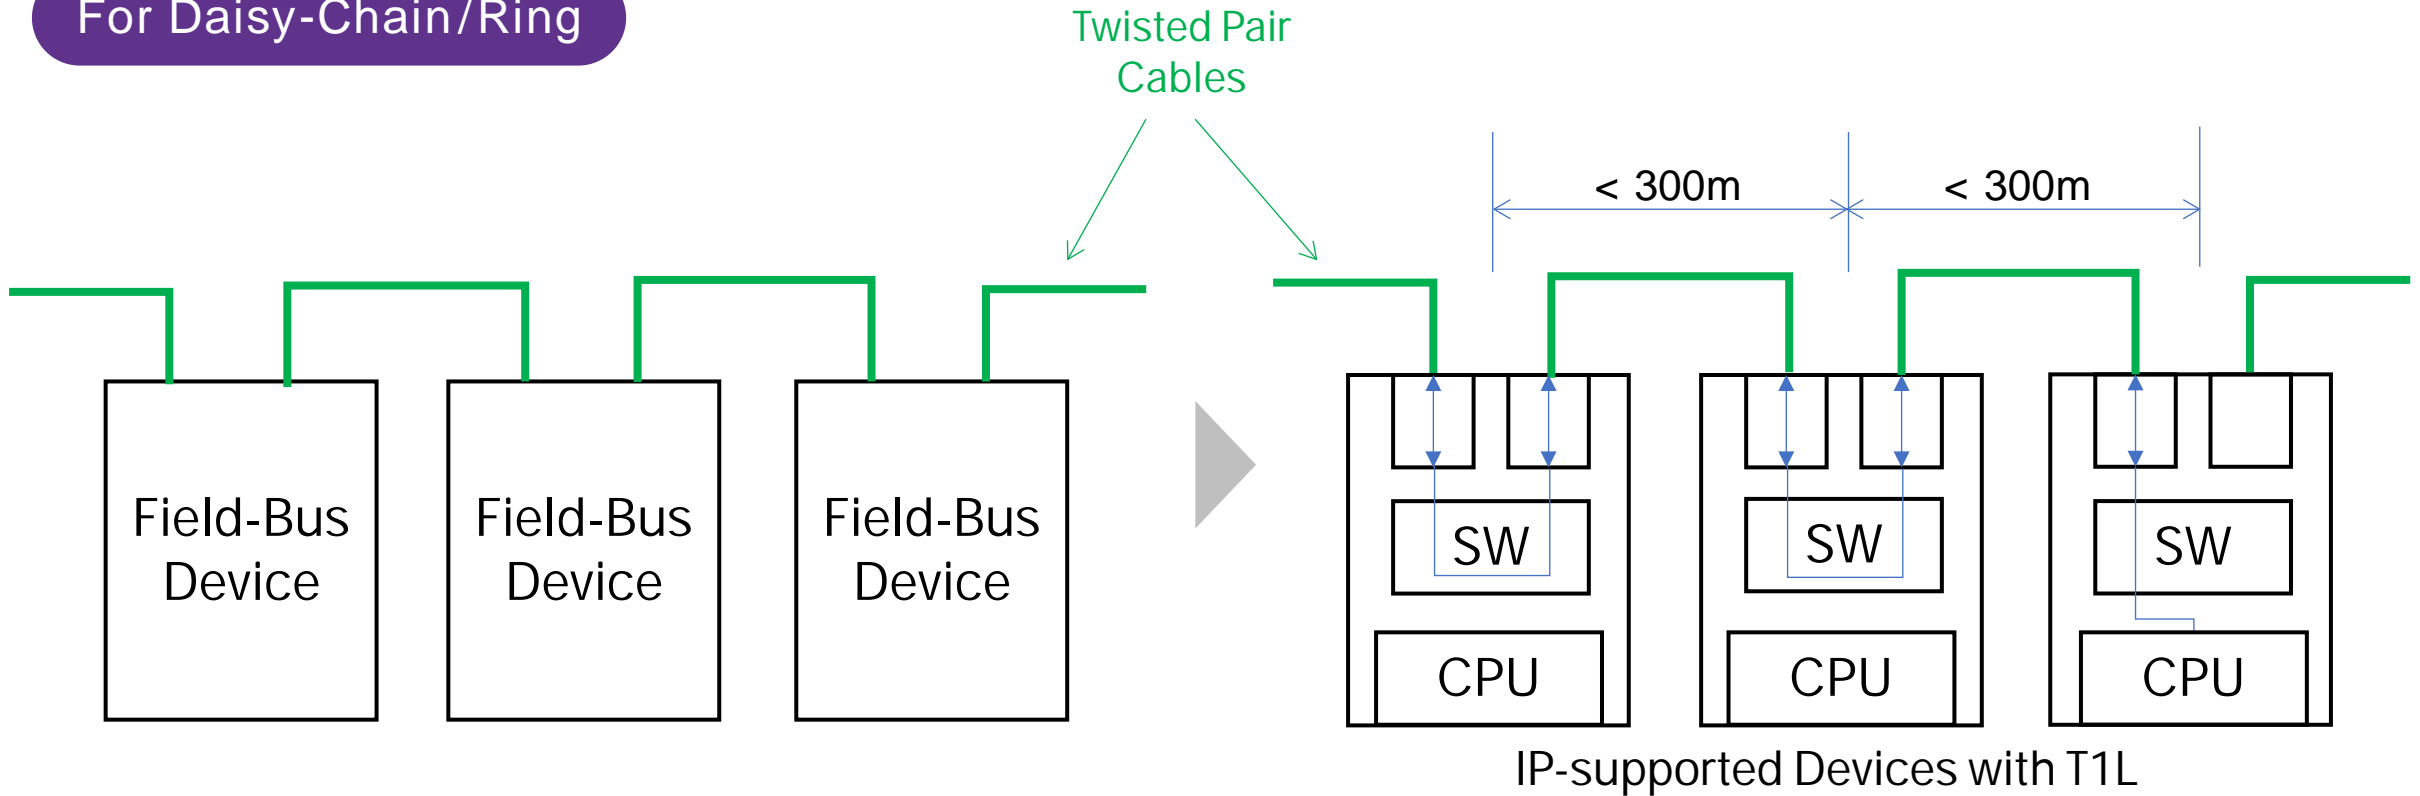 For Daisy-Chain/Ring
Twisted Pair
Cables
< 300m
< 300m
Field-Bus
Device
Field-Bus
Device
Field-Bus
Device
SW
SW
SW
CPU
CPU
CPU
IP-supported Devices with T1L